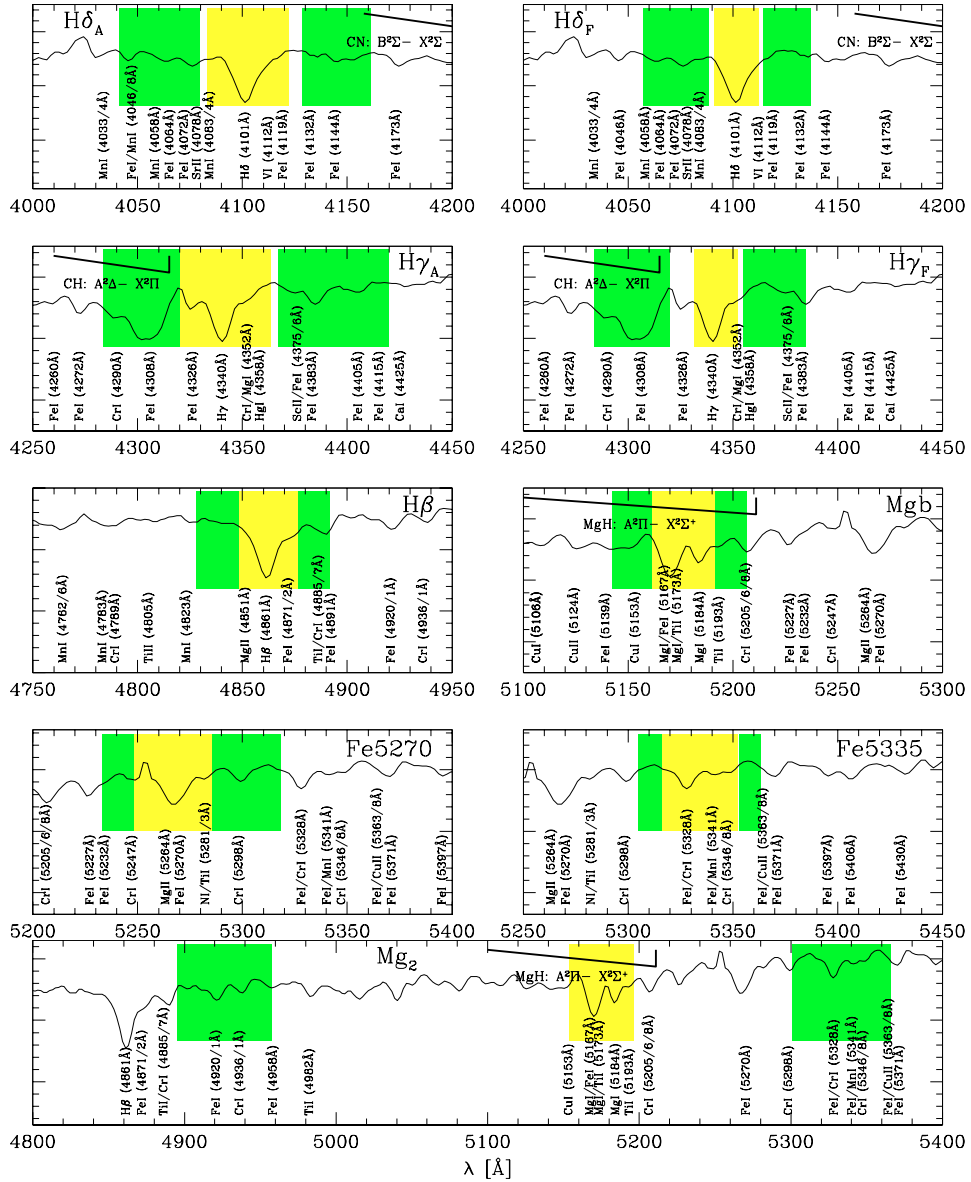 Hδ_A
CN: B²Σ− X²Σ
MnI (4033/4Å)
FeI/MnI (4046/8Å)
MnI (4058Å)
FeI (4064Å)
FeI (4072Å)
SrII (4078Å)
MnI (4083/4Å)
Hδ (4101Å)
VI (4112Å)
FeI (4119Å)
FeI (4132Å)
FeI (4144Å)
FeI (4173Å)
4000 4050 4100 4150 4200
Hδ_F
CN: B²Σ− X²Σ
MnI (4033/4Å)
FeI (4046Å)
MnI (4058Å)
FeI (4064Å)
FeI (4072Å)
SrII (4078Å)
MnI (4083/4Å)
Hδ (4101Å)
VI (4112Å)
FeI (4119Å)
FeI (4132Å)
FeI (4144Å)
FeI (4173Å)
4000 4050 4100 4150 4200
Hγ_A
CH: A²Δ− X²Π
FeI (4260Å)
FeI (4272Å)
CrI (4290Å)
FeI (4308Å)
FeI (4326Å)
Hγ (4340Å)
CrI/MgI (4352Å)
HgI (4358Å)
ScII/FeI (4375/6Å)
FeI (4383Å)
FeI (4405Å)
FeI (4415Å)
CaI (4425Å)
4250 4300 4350 4400 4450
Hγ_F
CH: A²Δ− X²Π
FeI (4260Å)
FeI (4272Å)
CrI (4290Å)
FeI (4308Å)
FeI (4326Å)
Hγ (4340Å)
CrI/MgI (4352Å)
HgI (4358Å)
ScII/FeI (4375/6Å)
FeI (4383Å)
FeI (4405Å)
FeI (4415Å)
CaI (4425Å)
4250 4300 4350 4400 4450
Hβ
MnI (4762/6Å)
MnI (4783Å)
CrI (4789Å)
TiII (4805Å)
MnI (4823Å)
MgII (4851Å)
Hβ (4861Å)
FeI (4871/2Å)
TiI/CrI (4885/7Å)
FeI (4891Å)
FeI (4920/1Å)
CrI (4936/1Å)
4750 4800 4850 4900 4950
Mgb
MgH: A²Π− X²Σ⁺
CuI (5106Å)
CuII (5124Å)
FeI (5139Å)
CuI (5153Å)
MgI/FeI (5167Å)
MgI/TiI (5173Å)
MgI (5184Å)
TiI (5193Å)
CrI (5205/6/8Å)
FeI (5227Å)
FeI (5232Å)
CrI (5247Å)
MgII (5264Å)
FeI (5270Å)
5100 5150 5200 5250 5300
Fe5270
CrI (5205/6/8Å)
FeI (5227Å)
FeI (5232Å)
CrI (5247Å)
MgII (5264Å)
FeI (5270Å)
NI/TiI (5281/3Å)
CrI (5298Å)
FeI/CrI (5328Å)
FeI/MnI (5341Å)
CrI (5346/8Å)
FeI/CuII (5363/8Å)
FeI (5371Å)
FeI (5397Å)
5200 5250 5300 5350 5400
Fe5335
MgII (5264Å)
FeI (5270Å)
NI/TiI (5281/3Å)
CrI (5298Å)
FeI/CrI (5328Å)
FeI/MnI (5341Å)
CrI (5346/8Å)
FeI/CuII (5363/8Å)
FeI (5371Å)
FeI (5397Å)
FeI (5406Å)
FeI (5430Å)
5250 5300 5350 5400 5450
Mg₂
MgH: A²Π− X²Σ⁺
Hβ (4861Å)
FeI (4871/2Å)
TiI/CrI (4885/7Å)
FeI (4920/1Å)
CrI (4936/1Å)
FeI (4958Å)
TiI (4982Å)
CuI (5153Å)
MgI/FeI (5167Å)
MgI/TiI (5173Å)
MgI (5184Å)
TiI (5193Å)
CrI (5205/6/8Å)
FeI (5270Å)
CrI (5298Å)
FeI/CrI (5328Å)
FeI/MnI (5341Å)
CrI (5346/8Å)
FeI/CuII (5363/8Å)
FeI (5371Å)
4800 4900 5000 5100 5200 5300 5400
λ [Å]